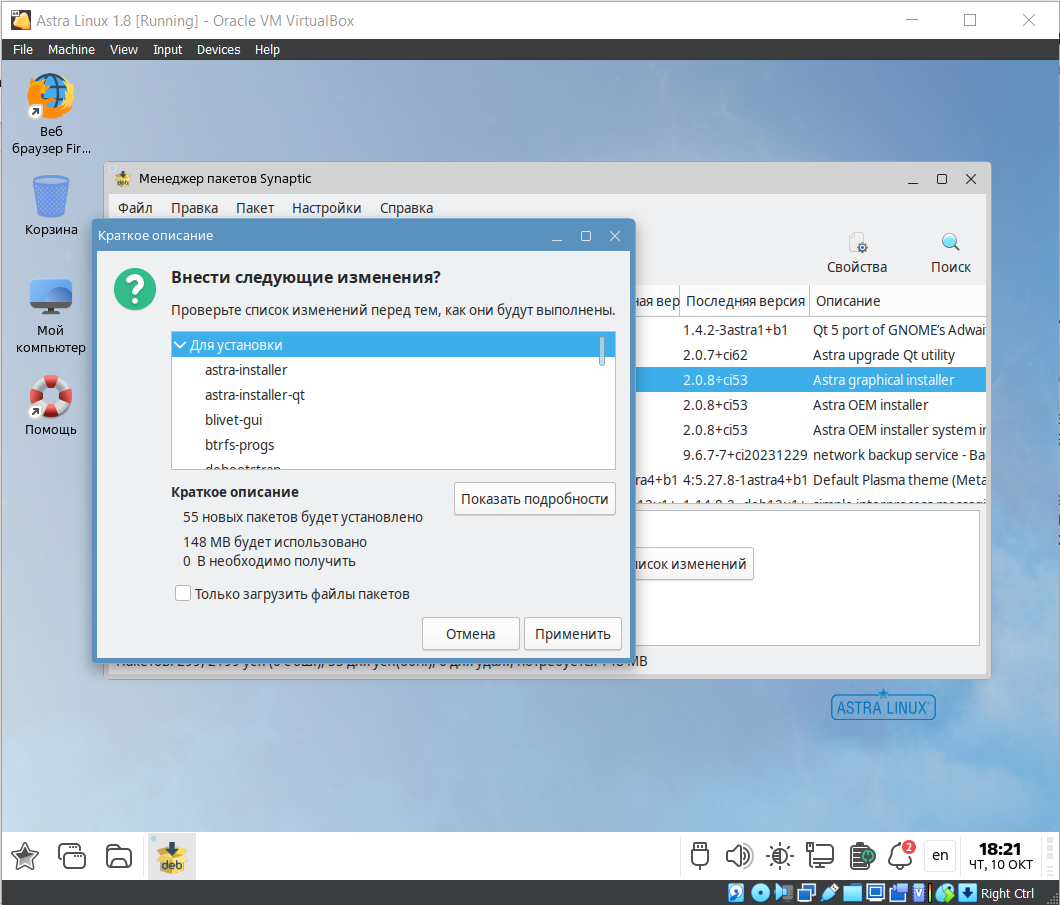 Astra Linux 1.8 [Running] - Oracle VM VirtualBox
File Machine View Input Devices Help
Веб
браузер Fir...
Корзина
Мой
компьютер
Помощь
Менеджер пакетов Synaptic
Файл Правка Пакет Настройки Справка
Свойства Поиск
ная вер Последняя версия Описание
1.4.2-3astra1+b1 Qt 5 port of GNOME's Adwai
2.0.7+ci62 Astra upgrade Qt utility
2.0.8+ci53 Astra graphical installer
2.0.8+ci53 Astra OEM installer
2.0.8+ci53 Astra OEM installer system in
9.6.7-7+ci20231229 network backup service - Ba
ra4+b1 4:5.27.8-1astra4+b1 Default Plasma theme (Meta
исок изменений
Краткое описание
Внести следующие изменения?
Проверьте список изменений перед тем, как они будут выполнены.
Для установки
astra-installer
astra-installer-qt
blivet-gui
btrfs-progs
debootstrap
Краткое описание
Показать подробности
55 новых пакетов будет установлено
148 MB будет использовано
0 B необходимо получить
Только загрузить файлы пакетов
Отмена Применить
MB
ASTRA LINUX
deb
2
en
18:21
ЧТ, 10 ОКТ
Right Ctrl